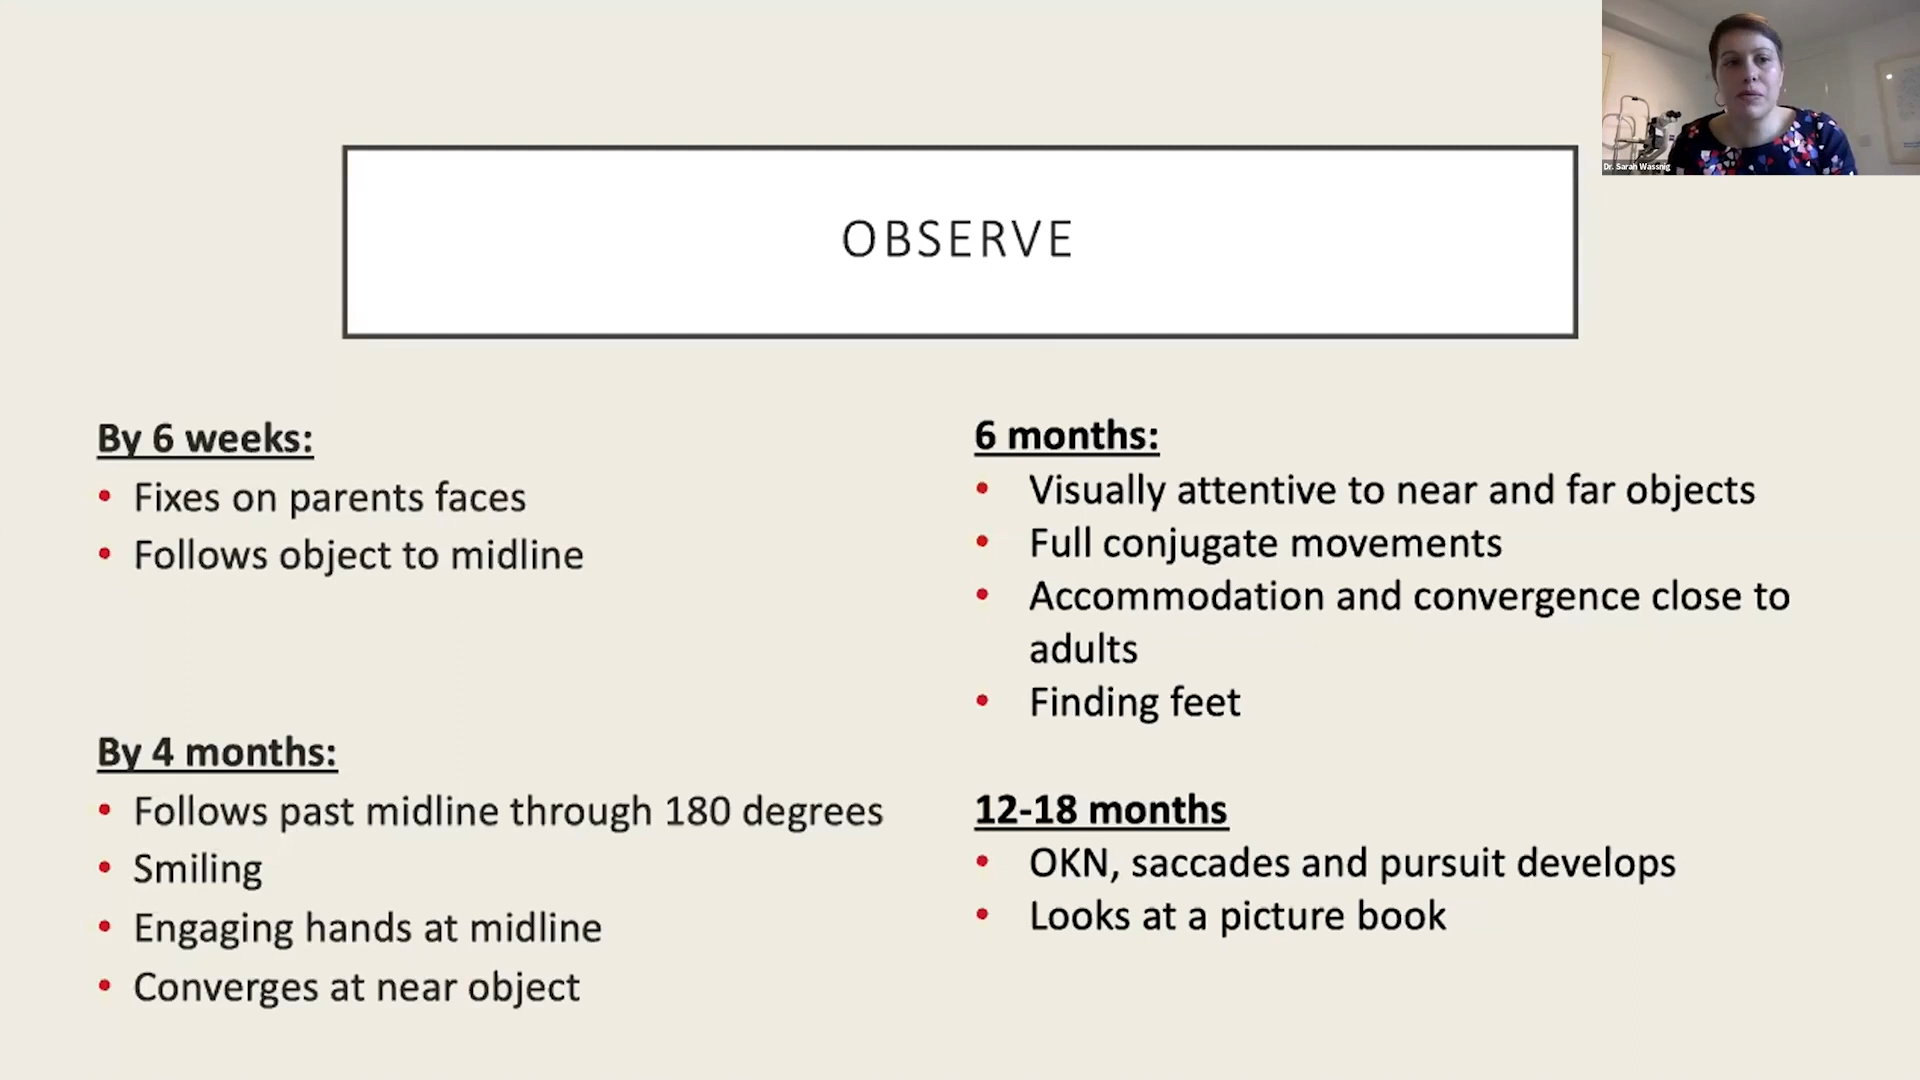 OBSERVE
By 6 weeks:
• Fixes on parents faces
• Follows object to midline
By 4 months:
• Follows past midline through 180 degrees
• Smiling
• Engaging hands at midline
• Converges at near object
6 months:
• Visually attentive to near and far objects
• Full conjugate movements
• Accommodation and convergence close to
adults
• Finding feet
12-18 months
• OKN, saccades and pursuit develops
• Looks at a picture book
Dr. Sarah Wassnig